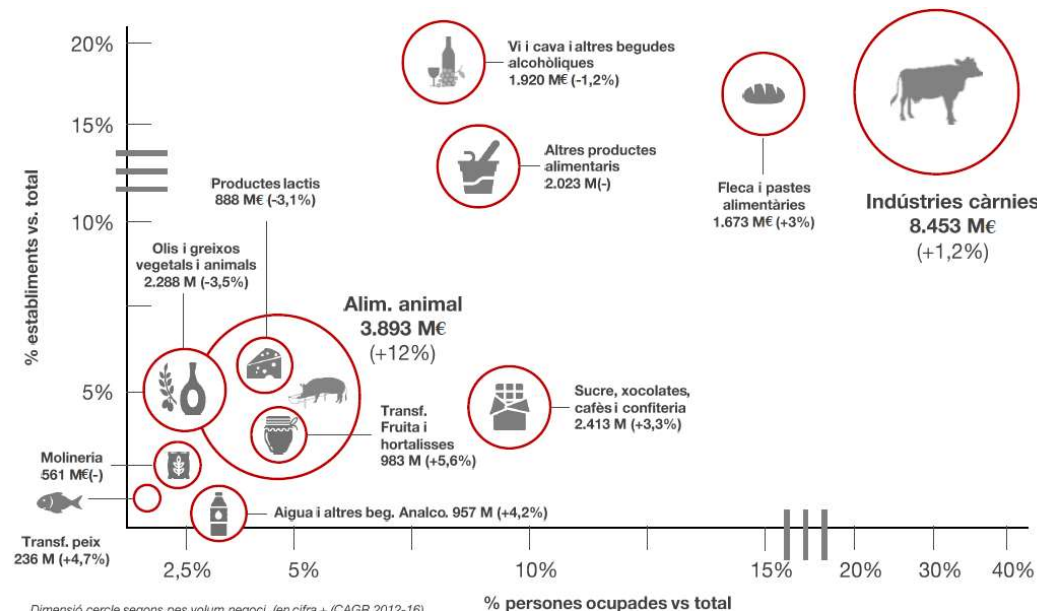 20%
15%
10%
5%
% establiments vs. total
Vi i cava i altres begudes
alcohòliques
1.920 M€ (-1,2%)
Altres productes
alimentaris
2.023 M(-)
Fleca i pastes
alimentàries
1.673 M€ (+3%)
Indústries càrnies
8.453 M€
(+1,2%)
Productes lactis
888 M€ (-3,1%)
Olis i greixos
vegetals i animals
2.288 M (-3,5%)
Alim. animal
3.893 M€
(+12%)
Transf.
Fruita i
hortalisses
983 M (+5,6%)
Sucre, xocolates,
cafès i confiteria
2.413 M (+3,3%)
Molineria
561 M€(-)
Transf. peix
236 M (+4,7%)
Aigua i altres beg. Analco. 957 M (+4,2%)
2,5%
5%
10%
15%
20%
30%
40%
% persones ocupades vs total
Dimensió cercle segons pes volum negoci (en cifra + (CAGR 2012-16)